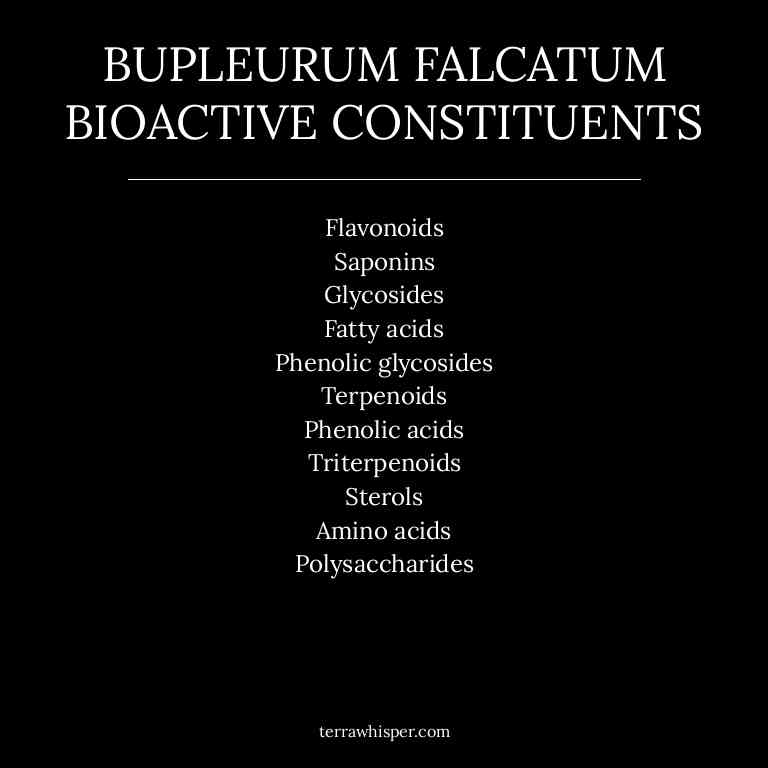 BUPLEURUM FALCATUM
BIOACTIVE CONSTITUENTS
Flavonoids
Saponins
Glycosides
Fatty acids
Phenolic glycosides
Terpenoids
Phenolic acids
Triterpenoids
Sterols
Amino acids
Polysaccharides
terrawhisper.com